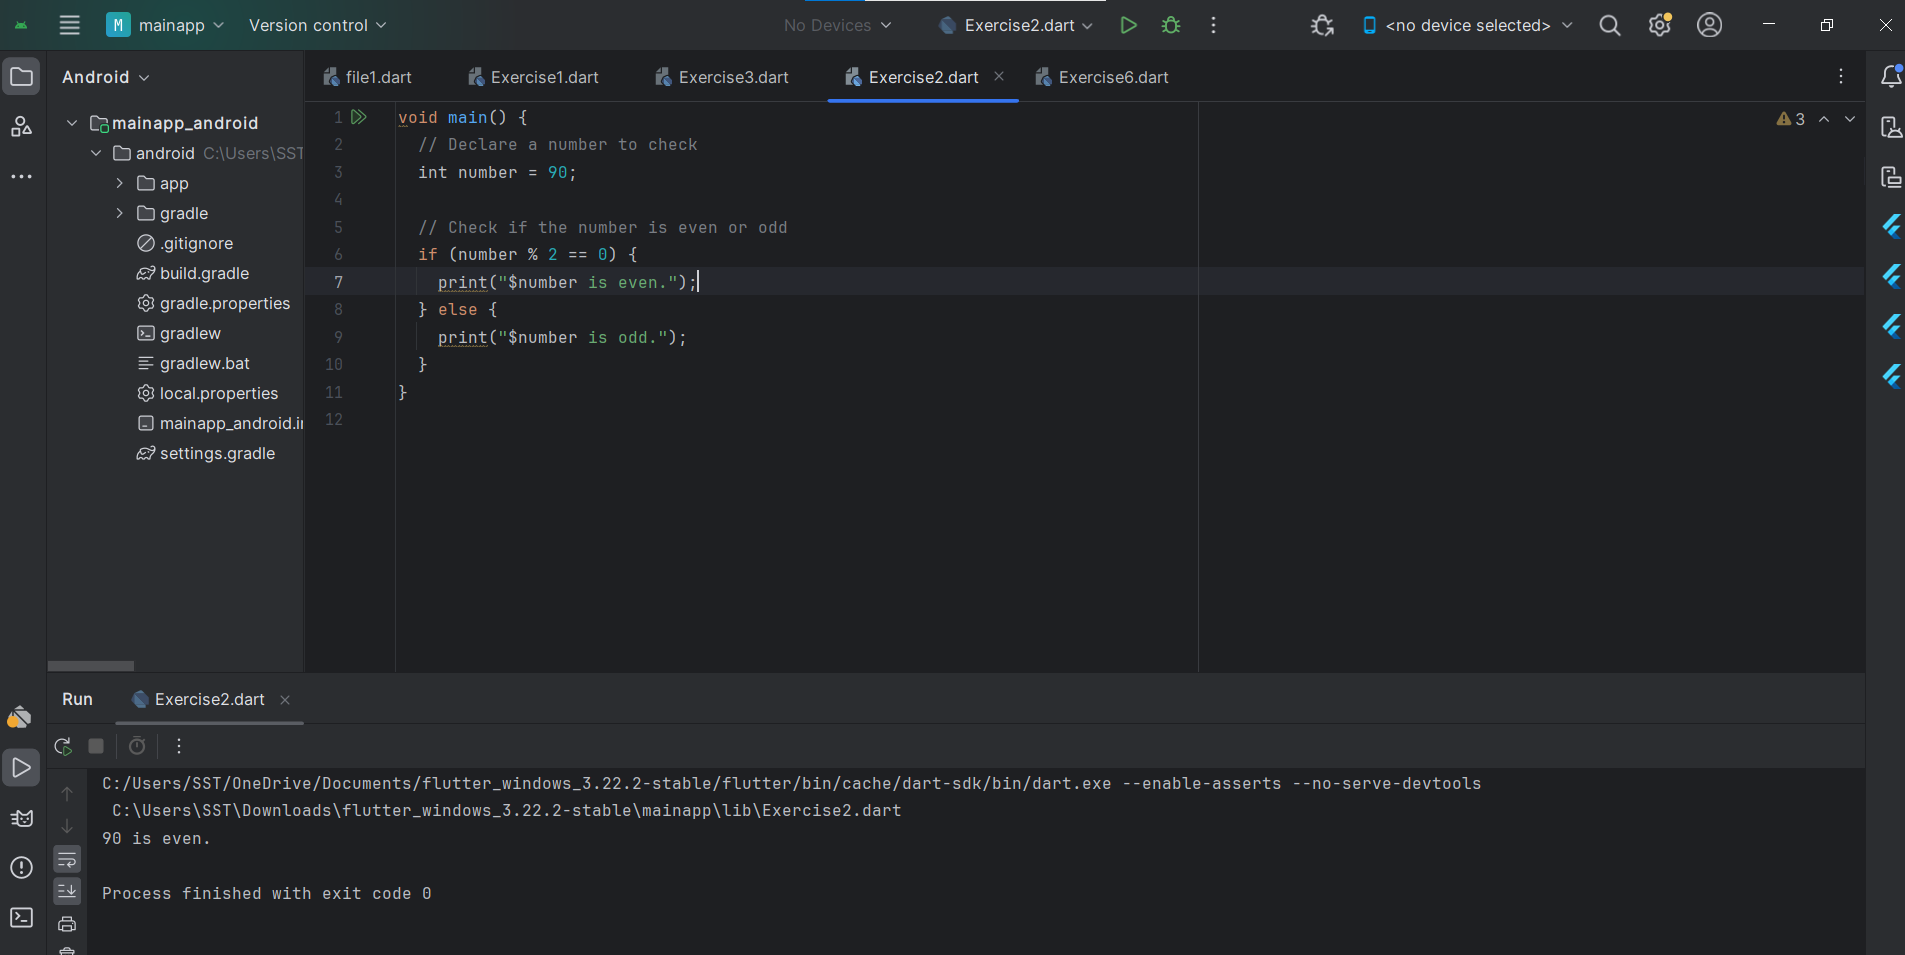 M mainapp Version control No Devices Exercise2.dart <no device selected>
Android
file1.dart Exercise1.dart Exercise3.dart Exercise2.dart Exercise6.dart
mainapp_android
android C:\Users\SST
app
gradle
.gitignore
build.gradle
gradle.properties
gradlew
gradlew.bat
local.properties
mainapp_android.i
settings.gradle
3
1 void main() {
2 // Declare a number to check
3 int number = 90;
4
5 // Check if the number is even or odd
6 if (number % 2 == 0) {
7 print("$number is even.");
8 } else {
9 print("$number is odd.");
10 }
11 }
12
Run Exercise2.dart
C:/Users/SST/OneDrive/Documents/flutter_windows_3.22.2-stable/flutter/bin/cache/dart-sdk/bin/dart.exe --enable-asserts --no-serve-devtools
C:\Users\SST\Downloads\flutter_windows_3.22.2-stable\mainapp\lib\Exercise2.dart
90 is even.
Process finished with exit code 0